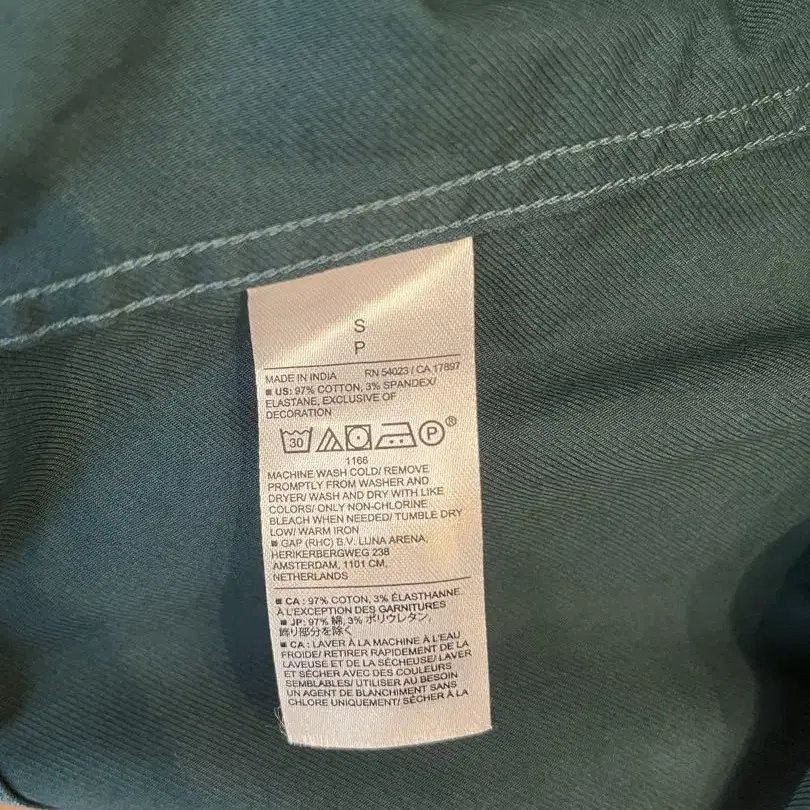 S
P
MADE IN INDIA RN 54023 / CA 17897
■ US: 97% COTTON, 3% SPANDEX/
ELASTANE, EXCLUSIVE OF
DECORATION
30 P®
1166
MACHINE WASH COLD/ REMOVE
PROMPTLY FROM WASHER AND
DRYER/ WASH AND DRY WITH LIKE
COLORS/ ONLY NON-CHLORINE
BLEACH WHEN NEEDED/ TUMBLE DRY
LOW/ WARM IRON
■ GAP (RHC) B.V. LUNA ARENA,
HERIKERBERGWEG 238
AMSTERDAM, 1101 CM,
NETHERLANDS
■ CA : 97% COTON, 3% ÉLASTHANNE.
À L'EXCEPTION DES GARNITURES
■ JP: 97% 綿, 3% ポリウレタン,
飾り部分を除く
■ CA : LAVER À LA MACHINE À L'EAU
FROIDE/ RETIRER RAPIDEMENT DE LA
LAVEUSE ET DE LA SÉCHEUSE/ LAVER
ET SÉCHER AVEC DES COULEURS
SEMBLABLES/ UTILISER AU BESOIN
UN AGENT DE BLANCHIMENT SANS
CHLORE UNIQUEMENT/ SÉCHER À LA